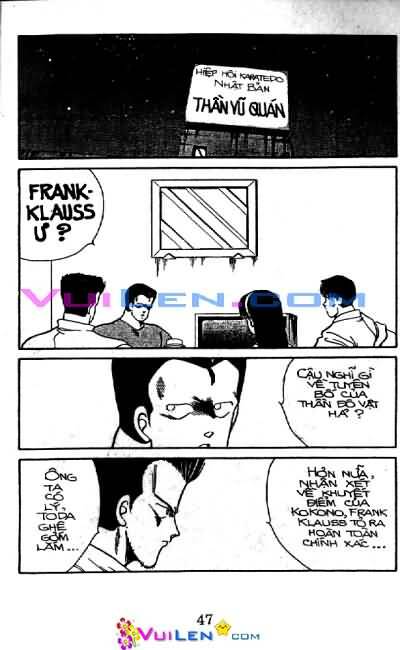 HIỆP HỘI KARATEDO
NHẬT BẢN
THẦN VŨ QUÁN
FRANK-
KLAUSS
Ư ?
VUILEN.COM
CẬU NGHĨ GÌ
VỀ TUYÊN
BỐ CỦA
THẦN ĐÔ VẬT
HẢ ?
ÔNG
TA
CÓ
LÝ,
TODA
GHÊ
GỚM
LẮM ...
HƠN NỮA,
NHẬN XÉT
VỀ KHUYẾT
ĐIỂM CỦA
KOKONO, FRANK
KLAUSS TỎ RA
HOÀN TOÀN
CHÍNH XÁC ...
47
VUILEN.COM